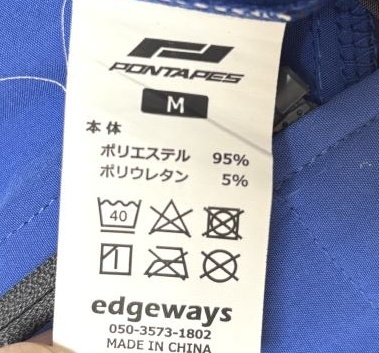 PONTAPES
M
本体
ポリエステル 95%
ポリウレタン 5%
40
edgeways
050-3573-1802
MADE IN CHINA